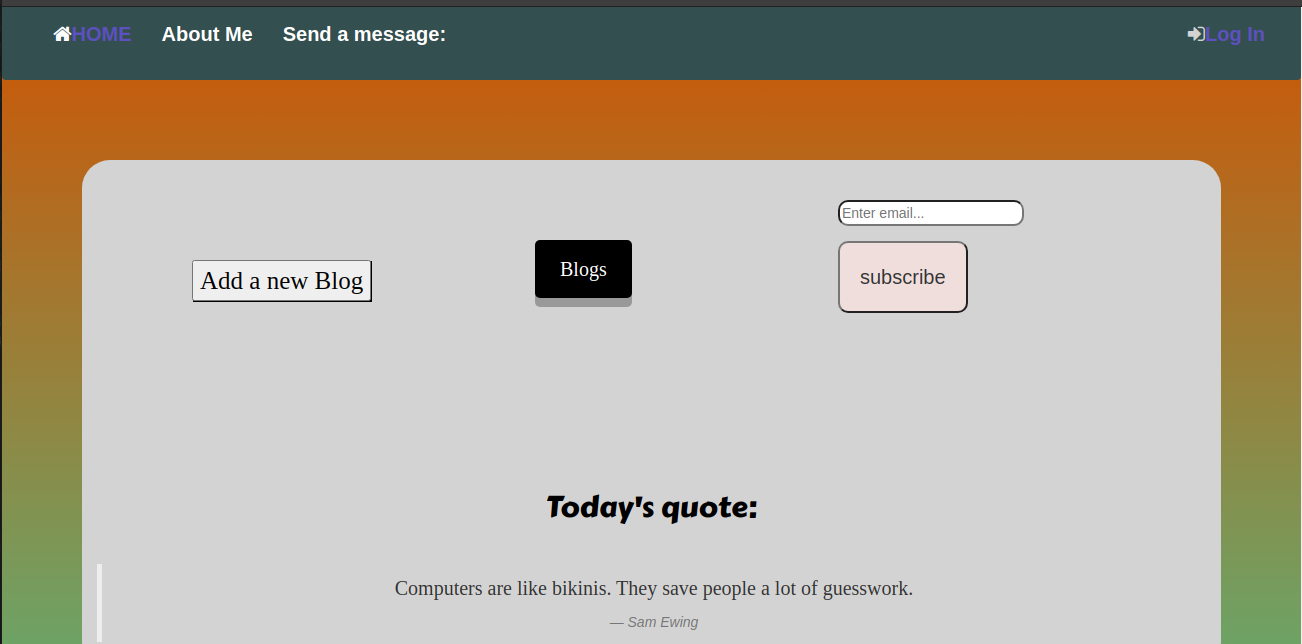 HOME About Me Send a message: Log In
Enter email...
Add a new Blog Blogs subscribe
Today's quote:
Computers are like bikinis. They save people a lot of guesswork.
— Sam Ewing